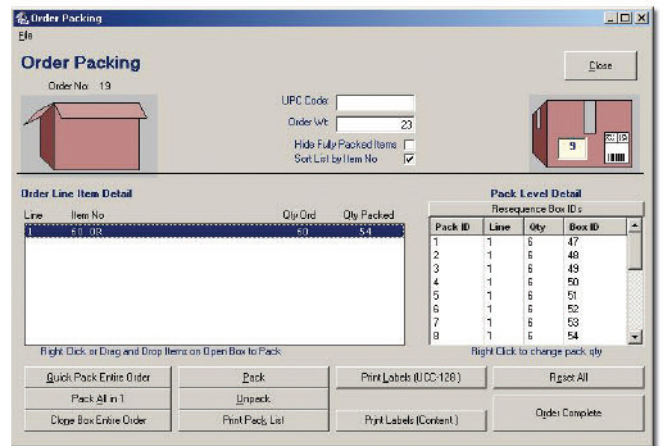 Order Packing
File
Order Packing
Close
Order No: 19
UPC Code:
Order Wt: 23
Hide Fully Packed Items
Sort List by Item No
9
Order Line Item Detail
Line Item No Qty Ord Qty Packed
1 60 OR 60 54
Right Click or Drag and Drop Items on Open Box to Pack
Pack Level Detail
Resequence Box IDs
Pack ID Line Qty Box ID
1 1 6 47
2 1 6 48
3 1 6 49
4 1 6 50
5 1 6 51
6 1 6 52
7 1 6 53
8 1 6 54
Right Click to change pack qty
Quick Pack Entire Order
Pack
Print Labels (UCC-128)
Reset All
Pack All in 1
Unpack
Clone Box Entire Order
Print Pack List
Print Labels (Content)
Order Complete